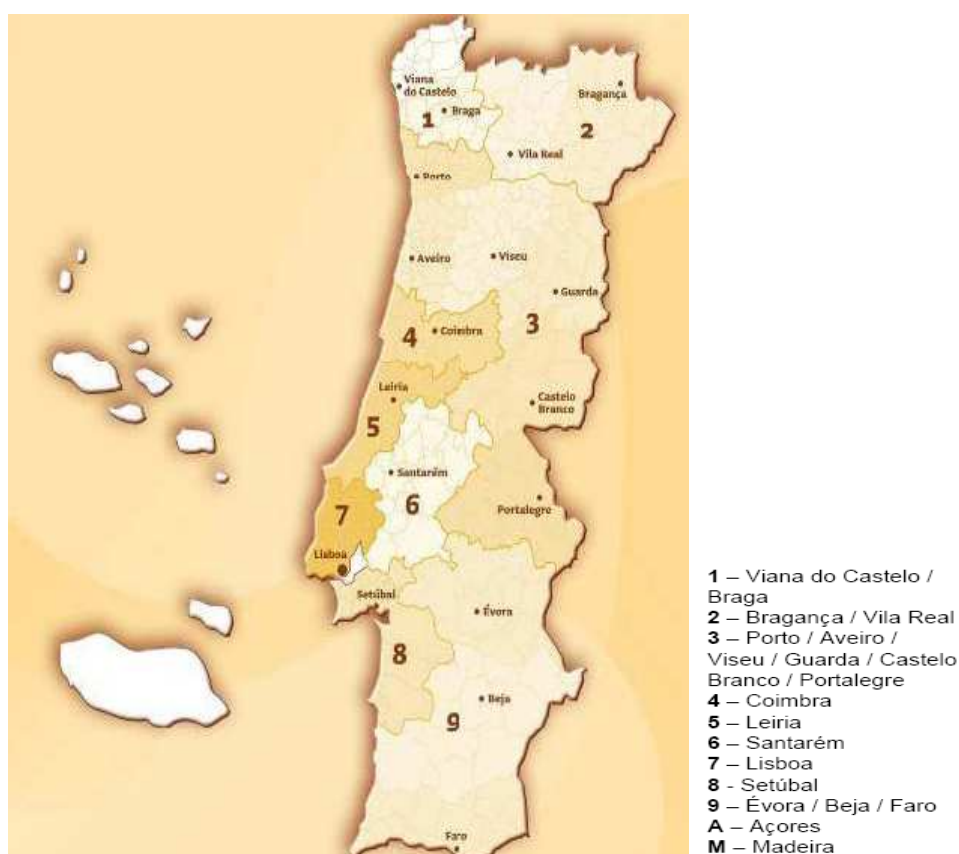 Viana
do Castelo
Braga
1
Bragança
2
Vila Real
Porto
Aveiro
Viseu
Guarda
3
4
Coimbra
Leiria
Castelo
Branco
5
Santarém
6
Portalegre
7
Lisboa
Setúbal
Évora
8
Beja
9
Faro
1 – Viana do Castelo /
Braga
2 – Bragança / Vila Real
3 – Porto / Aveiro /
Viseu / Guarda / Castelo
Branco / Portalegre
4 – Coimbra
5 – Leiria
6 – Santarém
7 – Lisboa
8 - Setúbal
9 – Évora / Beja / Faro
A – Açores
M – Madeira